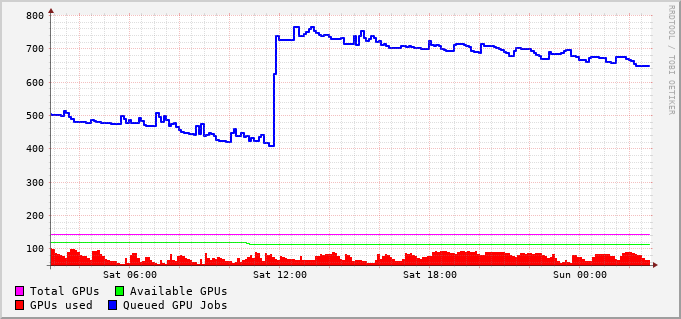 800
700
600
500
400
300
200
100
Sat 06:00 Sat 12:00 Sat 18:00 Sun 00:00
Total GPUs Available GPUs
GPUs used Queued GPU Jobs
RRDTOOL / TOBI OETIKER